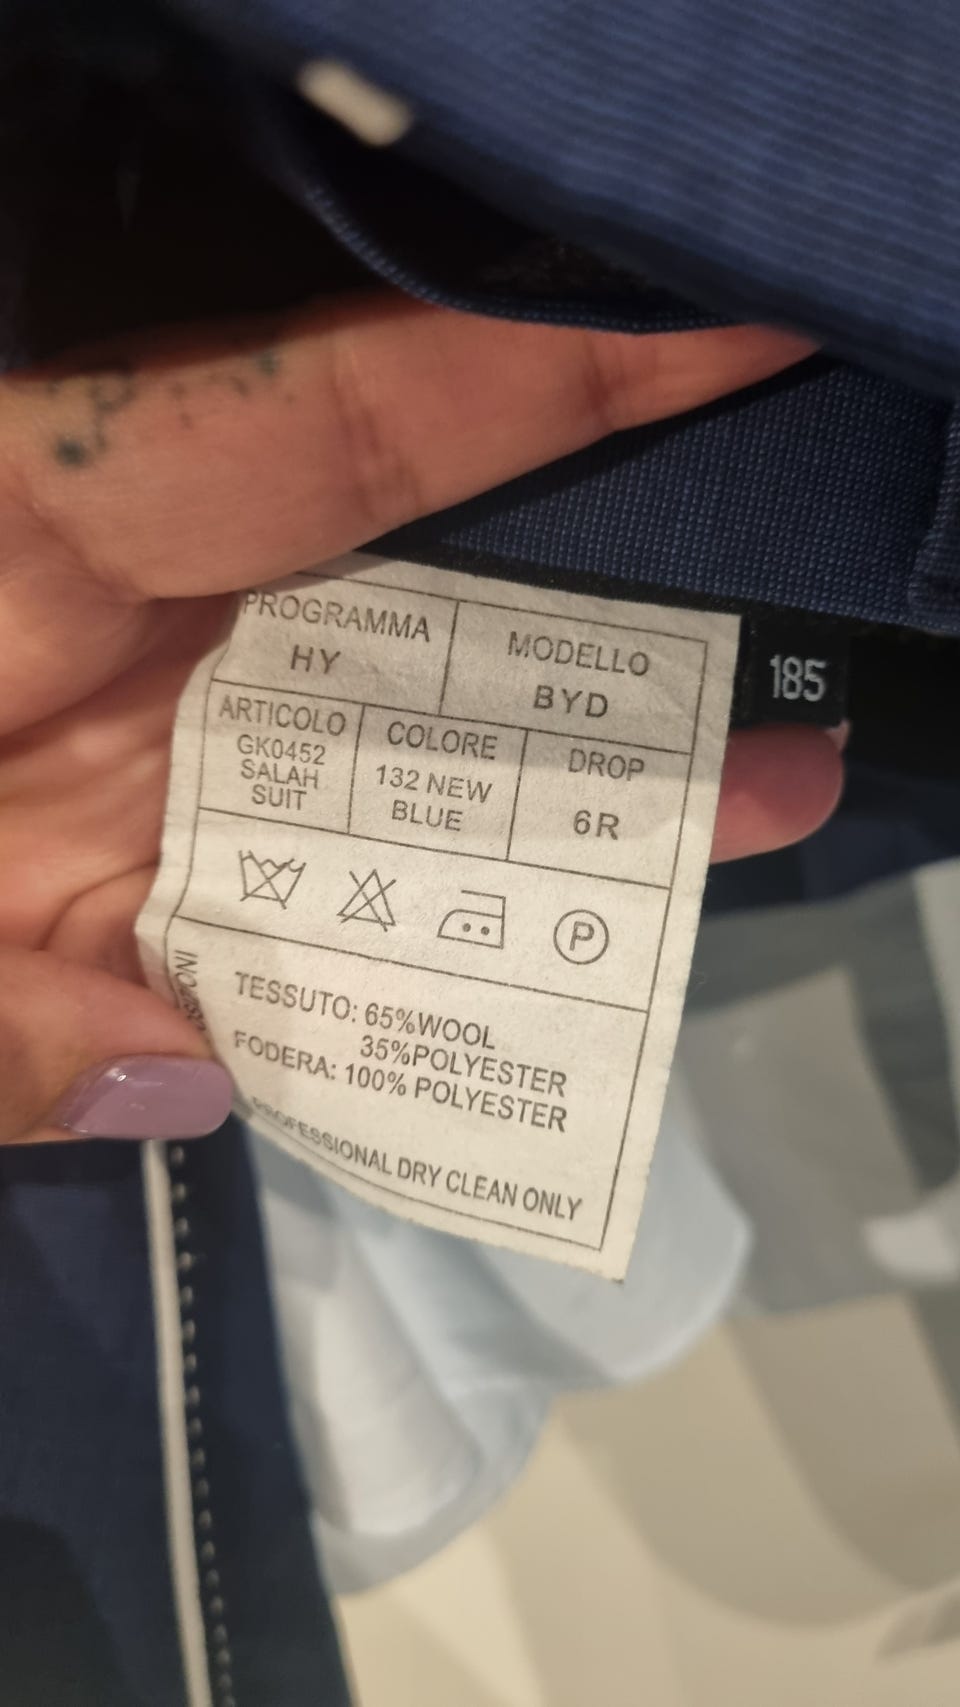 PROGRAMMA
HY
MODELLO
BYD
185
ARTICOLO
GK0452
SALAH
SUIT
COLORE
132 NEW
BLUE
DROP
6R
P
TESSUTO: 65%WOOL
35%POLYESTER
FODERA: 100% POLYESTER
PROFESSIONAL DRY CLEAN ONLY